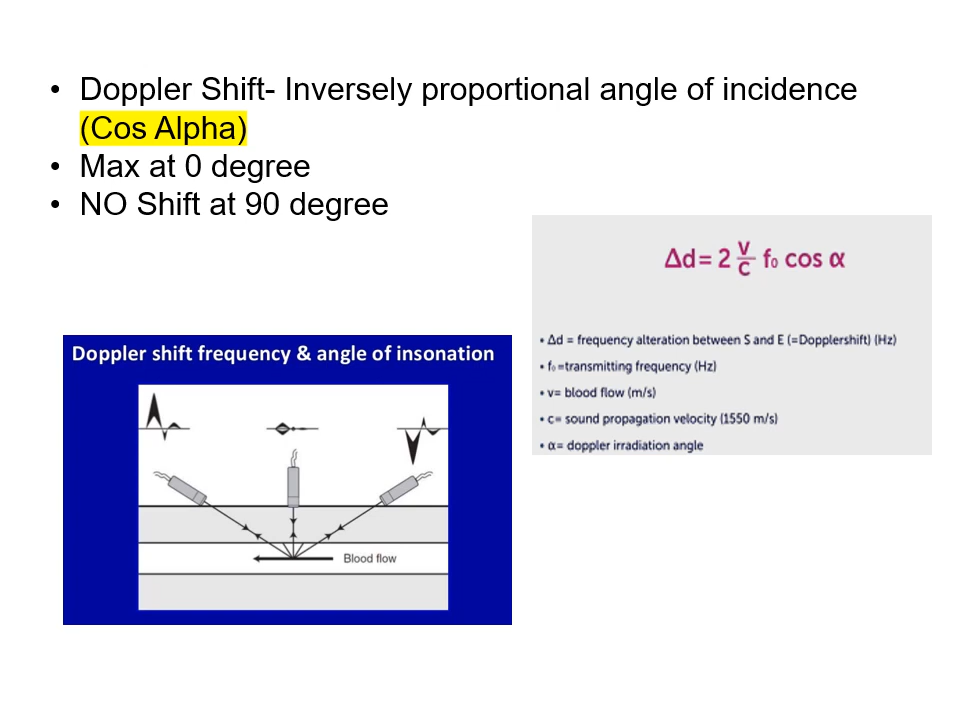 • Doppler Shift- Inversely proportional angle of incidence
(Cos Alpha)
• Max at 0 degree
• NO Shift at 90 degree
Δd= 2 v/c f₀ cos α
• Δd = frequency alteration between S and E (=Dopplershift) (Hz)
• f₀ =transmitting frequency (Hz)
• v= blood flow (m/s)
• c= sound propagation velocity (1550 m/s)
• α= doppler irradiation angle
Doppler shift frequency & angle of insonation
Blood flow